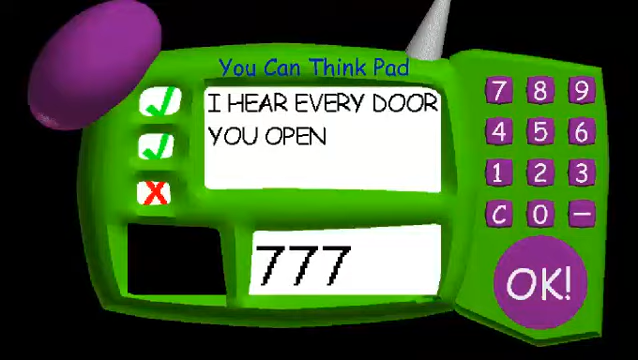 You Can Think Pad
I HEAR EVERY DOOR
YOU OPEN
777
7 8 9
4 5 6
1 2 3
C 0 -
OK!